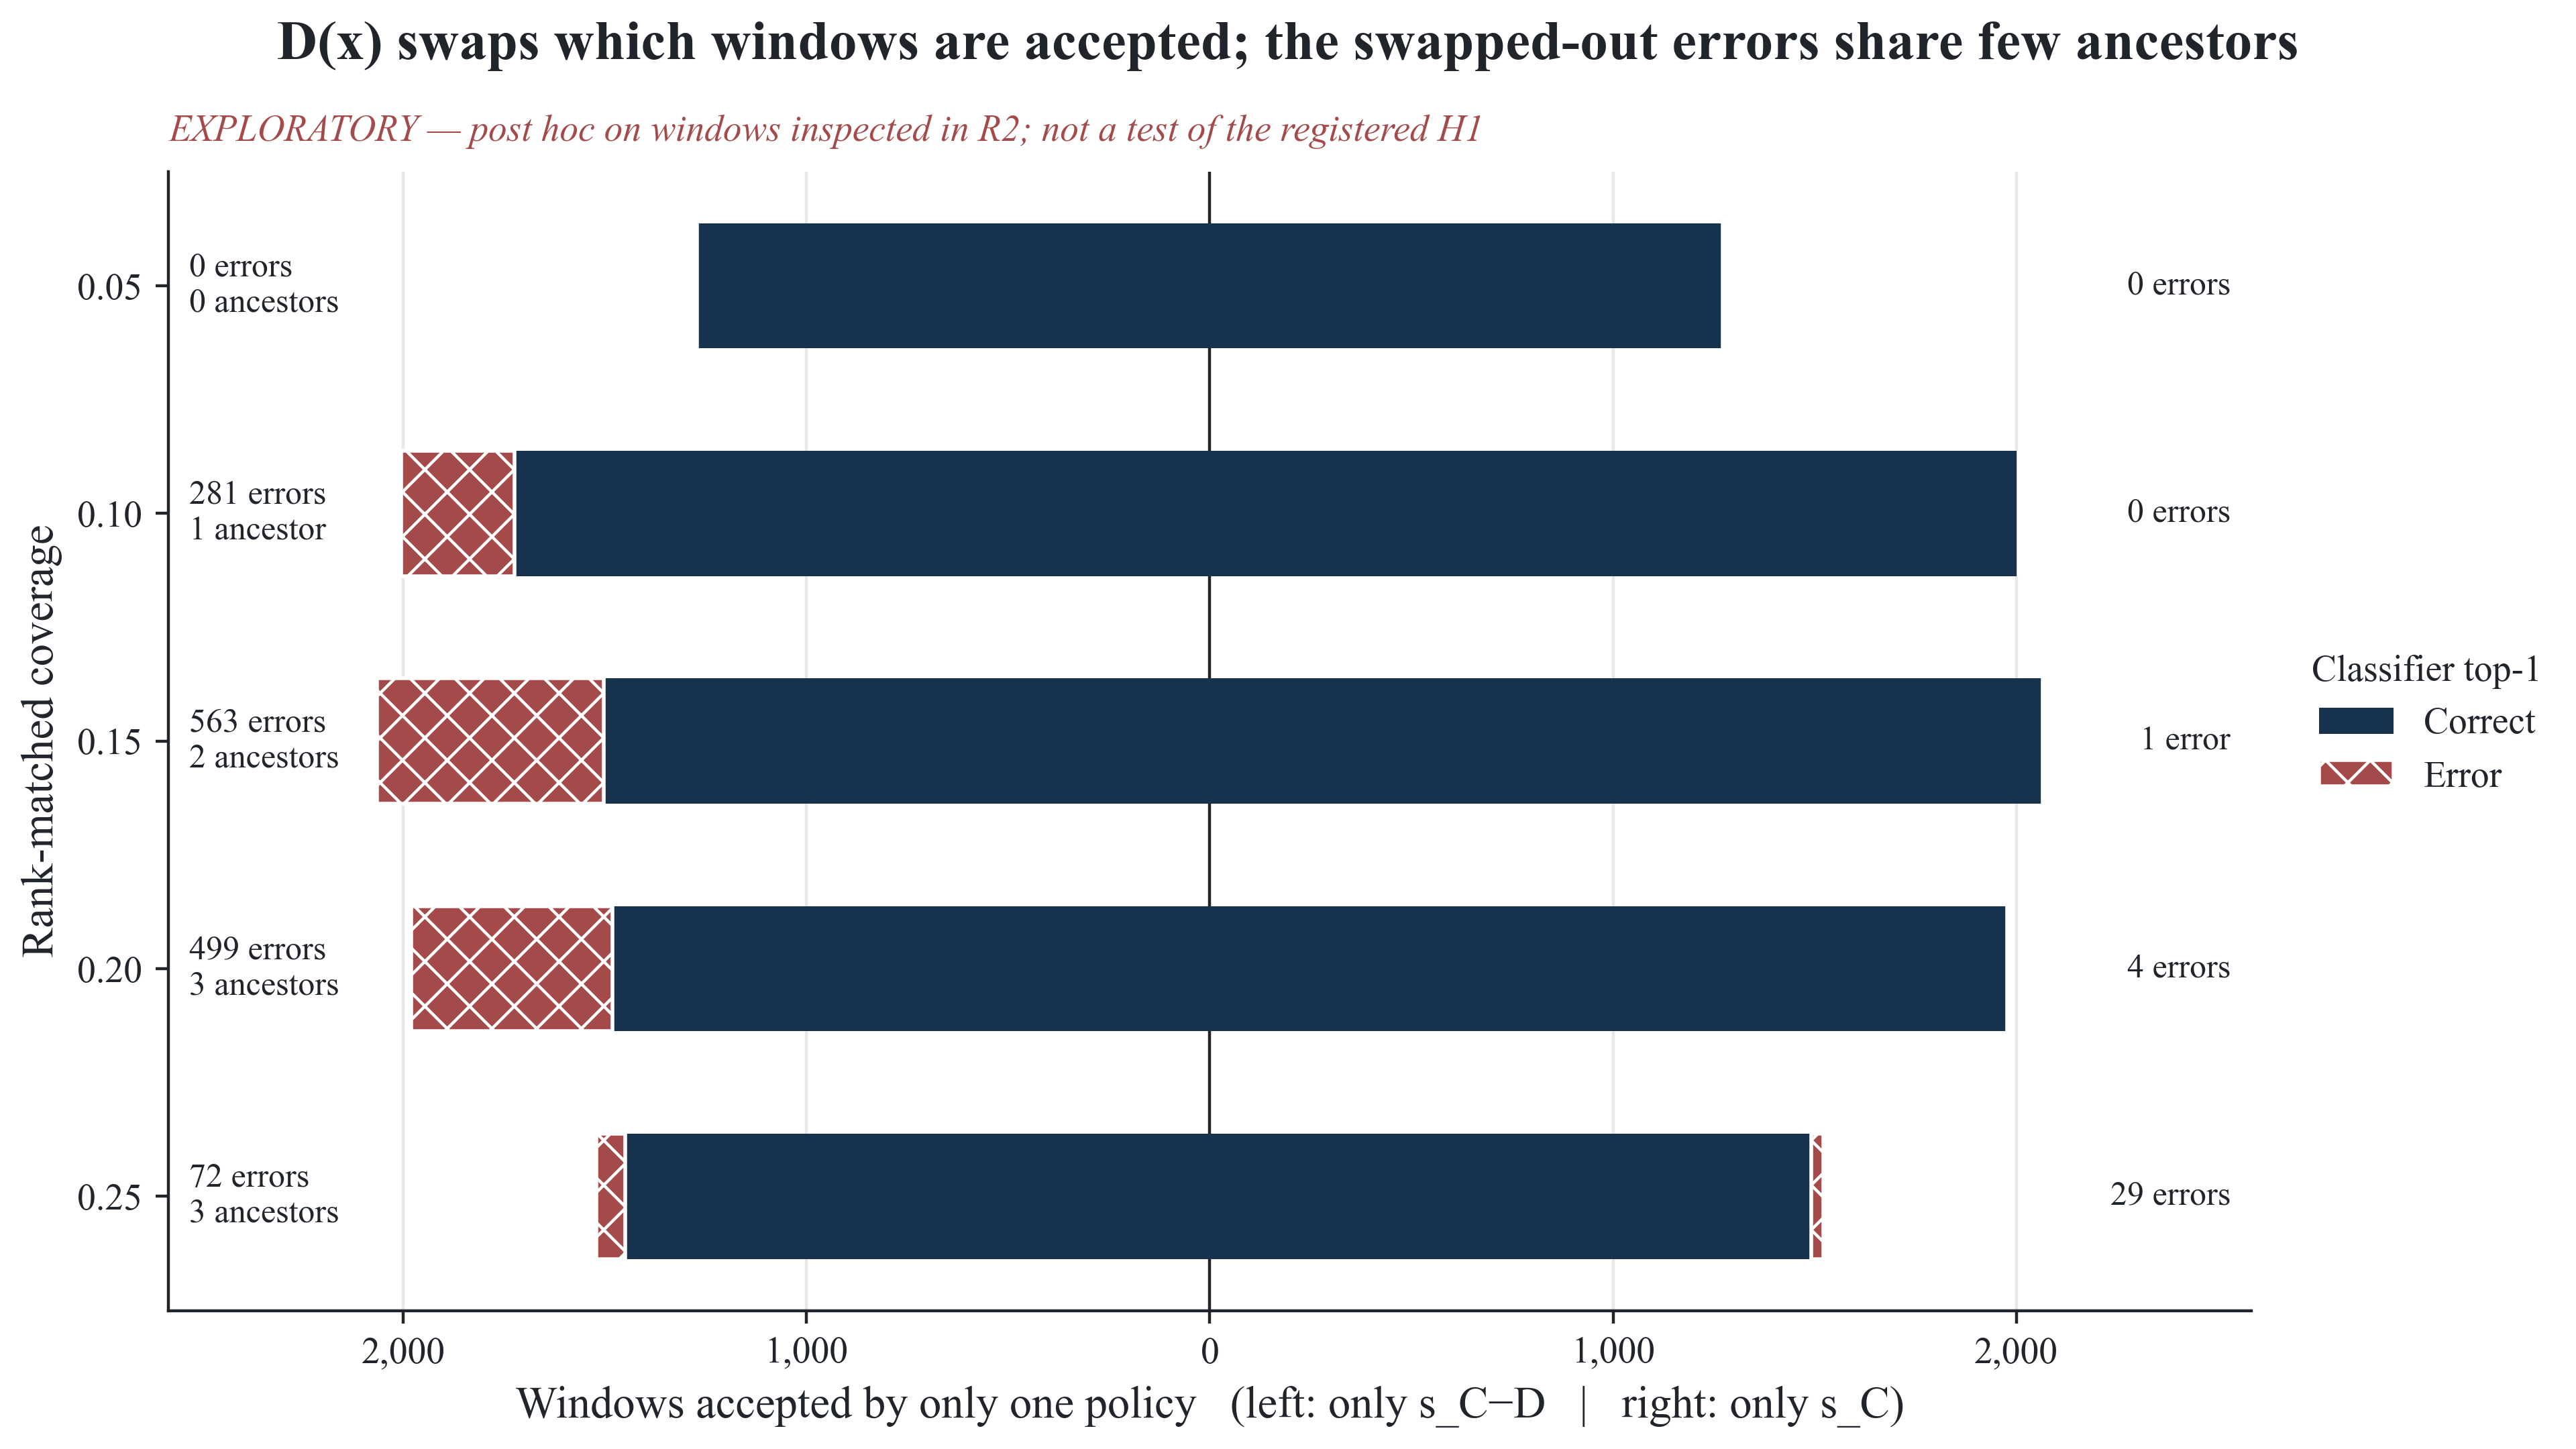 D(x) swaps which windows are accepted; the swapped-out errors share few ancestors
EXPLORATORY — post hoc on windows inspected in R2; not a test of the registered H1
Rank-matched coverage
0.05
0 errors
0 ancestors
0 errors
0.10
281 errors
1 ancestor
0 errors
0.15
563 errors
2 ancestors
1 error
0.20
499 errors
3 ancestors
4 errors
0.25
72 errors
3 ancestors
29 errors
Classifier top-1
Correct
Error
2,000 1,000 0 1,000 2,000
Windows accepted by only one policy (left: only s_C−D | right: only s_C)